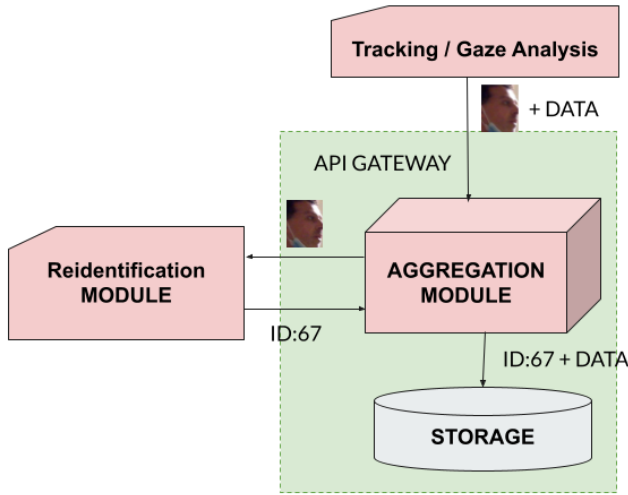 Tracking / Gaze Analysis
+ DATA
API GATEWAY
Reidentification
MODULE
AGGREGATION
MODULE
ID:67
ID:67 + DATA
STORAGE